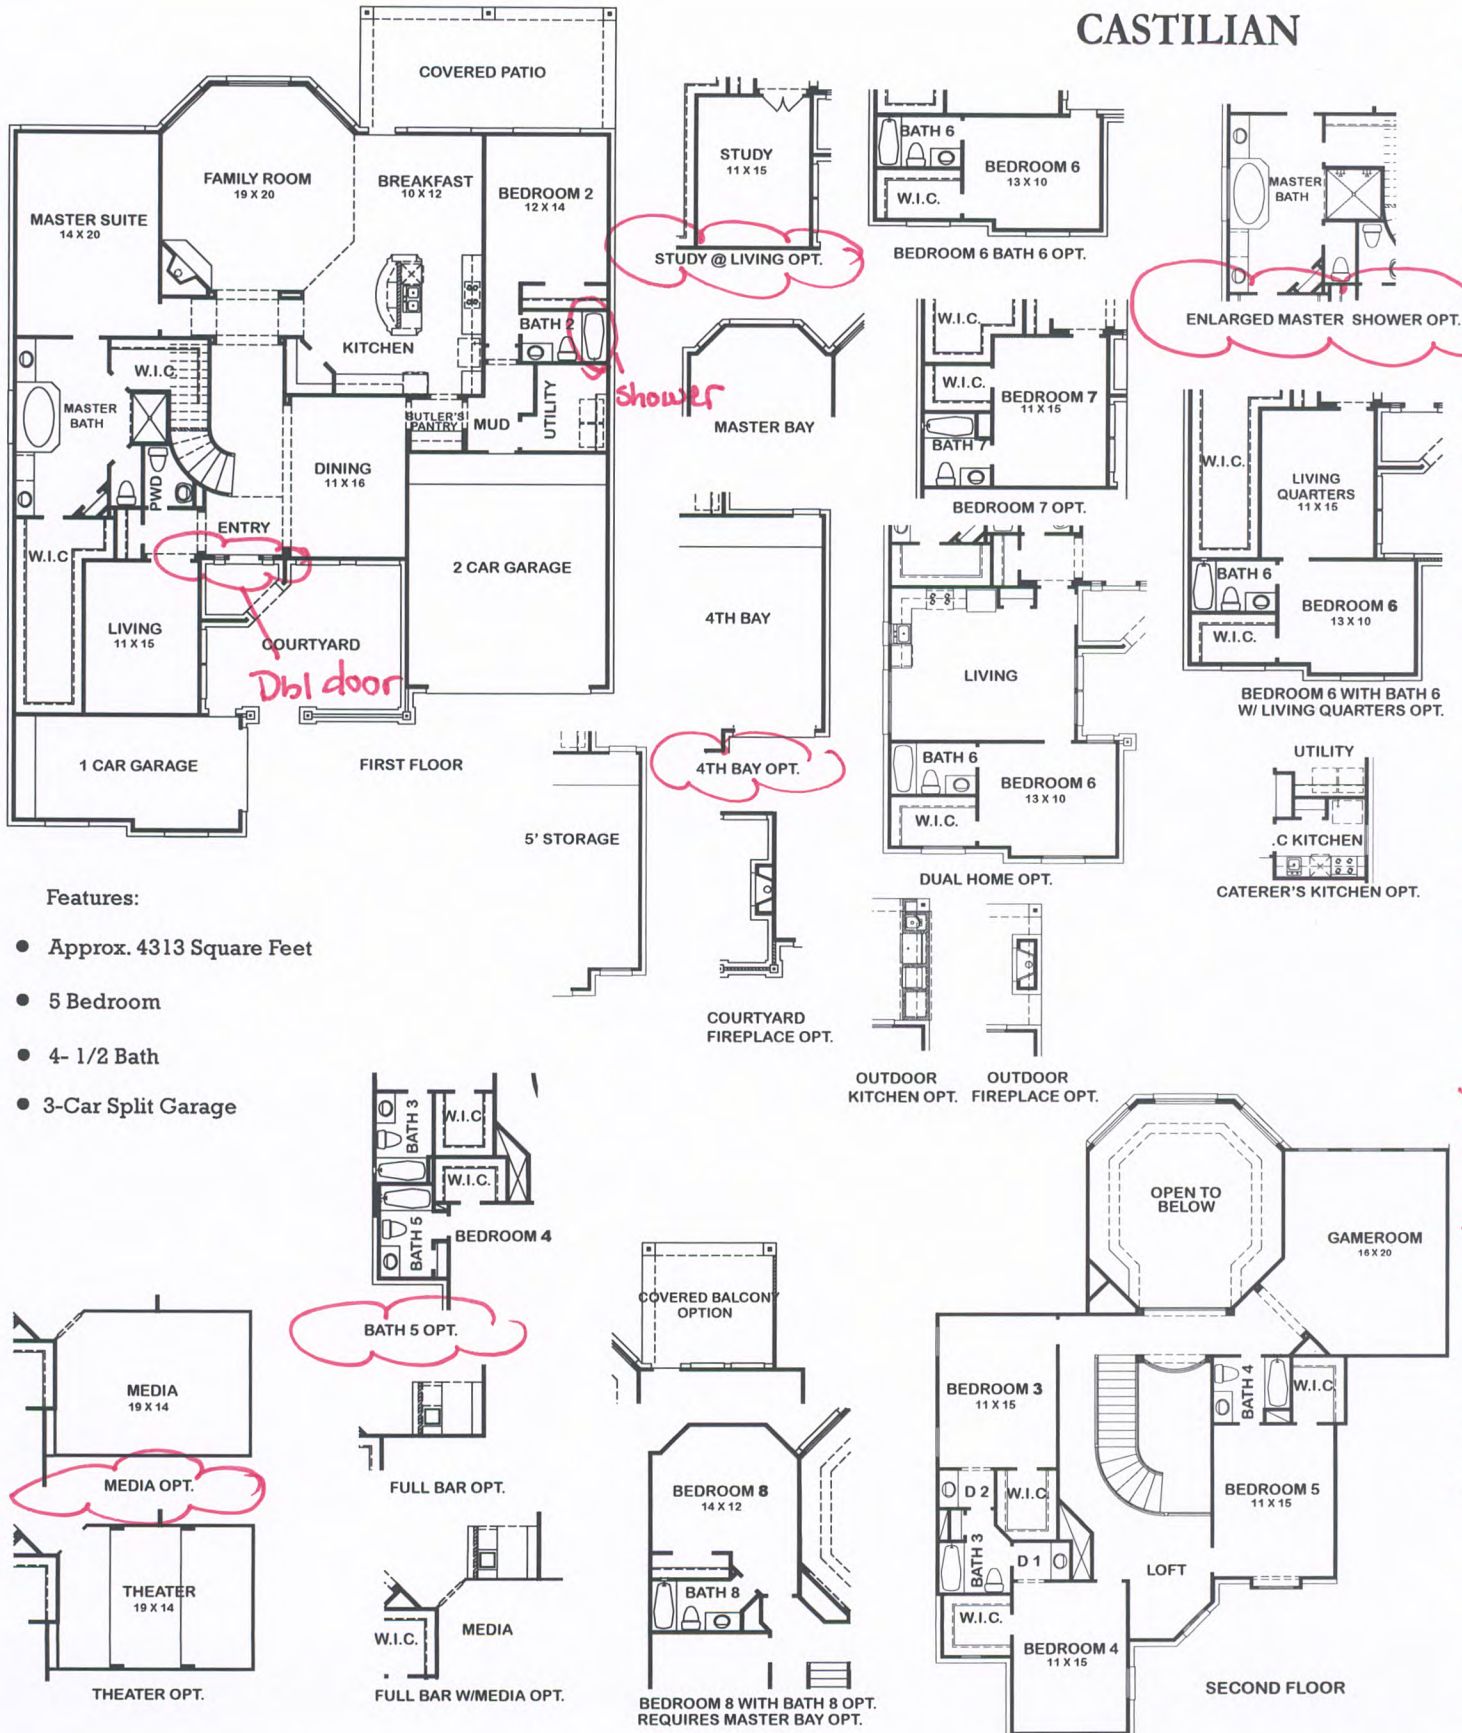 CASTILIAN
COVERED PATIO
MASTER SUITE
14 X 20
FAMILY ROOM
19 X 20
BREAKFAST
10 X 12
BEDROOM 2
12 X 14
BATH 2
KITCHEN
shower
W.I.C.
MASTER
BATH
PWD
BUTLER'S
PANTRY
MUD
UTILITY
DINING
11 X 16
ENTRY
W.I.C
2 CAR GARAGE
LIVING
11 X 15
COURTYARD
Dbl door
1 CAR GARAGE
FIRST FLOOR
STUDY
11 X 15
STUDY @ LIVING OPT.
BATH 6
W.I.C.
BEDROOM 6
13 X 10
BEDROOM 6 BATH 6 OPT.
MASTER
BATH
ENLARGED MASTER SHOWER OPT.
MASTER BAY
W.I.C.
W.I.C.
BEDROOM 7
11 X 15
BATH 7
BEDROOM 7 OPT.
W.I.C.
LIVING
QUARTERS
11 X 15
BATH 6
W.I.C.
BEDROOM 6
13 X 10
BEDROOM 6 WITH BATH 6
W/ LIVING QUARTERS OPT.
4TH BAY
4TH BAY OPT.
LIVING
BATH 6
W.I.C.
BEDROOM 6
13 X 10
DUAL HOME OPT.
UTILITY
.C KITCHEN
CATERER'S KITCHEN OPT.
5' STORAGE
COURTYARD
FIREPLACE OPT.
OUTDOOR
KITCHEN OPT.
OUTDOOR
FIREPLACE OPT.
Features:
● Approx. 4313 Square Feet
● 5 Bedroom
● 4- 1/2 Bath
● 3-Car Split Garage
BATH 3
W.I.C
W.I.C.
BATH 5
BEDROOM 4
BATH 5 OPT.
MEDIA
19 X 14
MEDIA OPT.
THEATER
19 X 14
THEATER OPT.
FULL BAR OPT.
W.I.C.
MEDIA
FULL BAR W/MEDIA OPT.
COVERED BALCONY
OPTION
BEDROOM 8
14 X 12
BATH 8
BEDROOM 8 WITH BATH 8 OPT.
REQUIRES MASTER BAY OPT.
OPEN TO
BELOW
GAMEROOM
16 X 20
BEDROOM 3
11 X 15
BATH 4
W.I.C
D 2
W.I.C
BEDROOM 5
11 X 15
BATH 3
D 1
LOFT
W.I.C.
BEDROOM 4
11 X 15
SECOND FLOOR